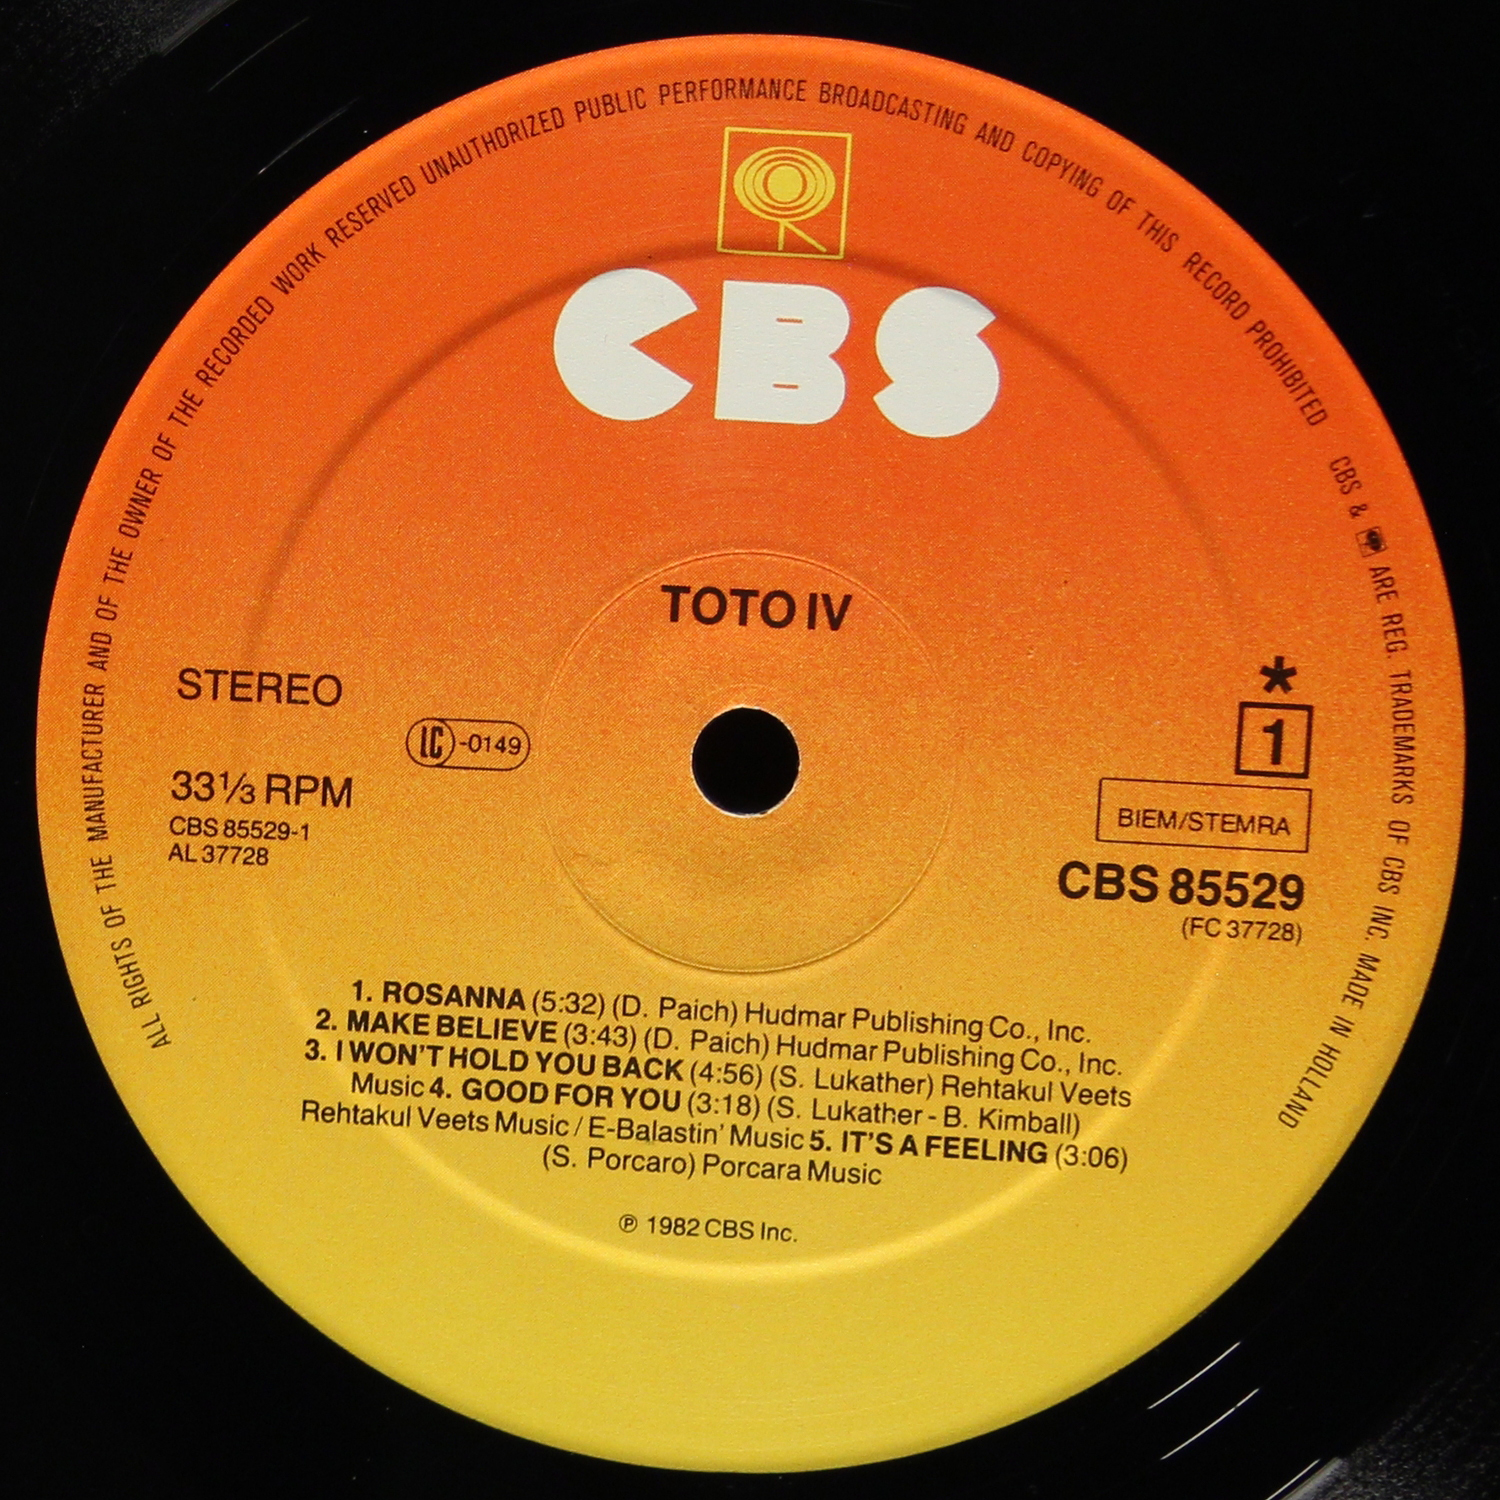 ALL RIGHTS OF THE MANUFACTURER AND OF THE OWNER OF THE RECORDED WORK RESERVED UNAUTHORIZED PUBLIC PERFORMANCE BROADCASTING AND COPYING OF THIS RECORD PROHIBITED CBS & ARE REG. TRADEMARKS OF CBS INC. MADE IN HOLLAND
CBS
TOTO IV
STEREO
LC-0149
33⅓ RPM
CBS 85529-1
AL 37728
*
1
BIEM/STEMRA
CBS 85529
(FC 37728)
1. ROSANNA (5:32) (D. Paich) Hudmar Publishing Co., Inc.
2. MAKE BELIEVE (3:43) (D. Paich) Hudmar Publishing Co., Inc.
3. I WON'T HOLD YOU BACK (4:56) (S. Lukather) Rehtakul Veets
Music 4. GOOD FOR YOU (3:18) (S. Lukather - B. Kimball)
Rehtakul Veets Music / E-Balastin' Music 5. IT'S A FEELING (3:06)
(S. Porcaro) Porcara Music
℗ 1982 CBS Inc.